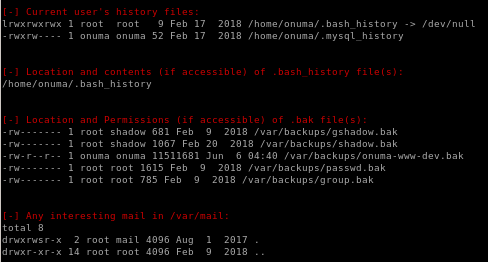 [-] Current user's history files:
lrwxrwxrwx 1 root  root   9 Feb 17  2018 /home/onuma/.bash_history -> /dev/null
-rwxrw---- 1 onuma onuma 52 Feb 17  2018 /home/onuma/.mysql_history
[-] Location and contents (if accessible) of .bash_history file(s):
/home/onuma/.bash_history
[-] Location and Permissions (if accessible) of .bak file(s):
-rw------- 1 root shadow 681 Feb  9  2018 /var/backups/gshadow.bak
-rw------- 1 root shadow 1067 Feb 20  2018 /var/backups/shadow.bak
-rw-r--r-- 1 onuma onuma 11511681 Jun  6 04:40 /var/backups/onuma-www-dev.bak
-rw------- 1 root root 1615 Feb  9  2018 /var/backups/passwd.bak
-rw------- 1 root root 785 Feb  9  2018 /var/backups/group.bak
[-] Any interesting mail in /var/mail:
total 8
drwxrwsr-x  2 root mail 4096 Aug  1  2017 .
drwxr-xr-x 14 root root 4096 Feb  9  2018 ..